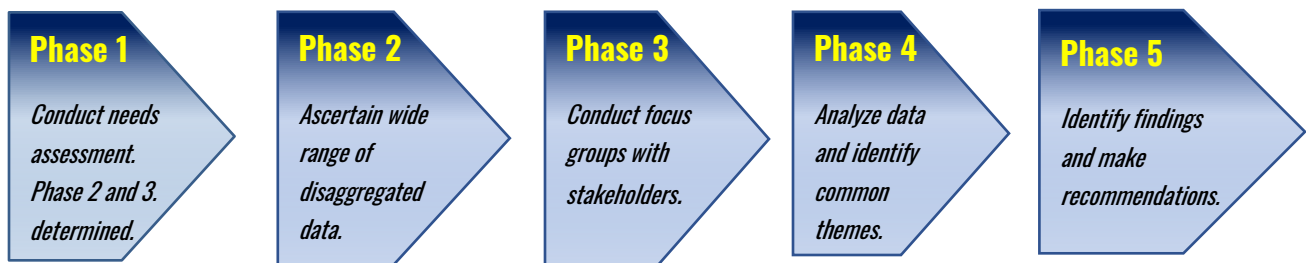 Phase 1
Conduct needs
assessment.
Phase 2 and 3.
determined.
Phase 2
Ascertain wide
range of
disaggregated
data.
Phase 3
Conduct focus
groups with
stakeholders.
Phase 4
Analyze data
and identify
common
themes.
Phase 5
Identify findings
and make
recommendations.